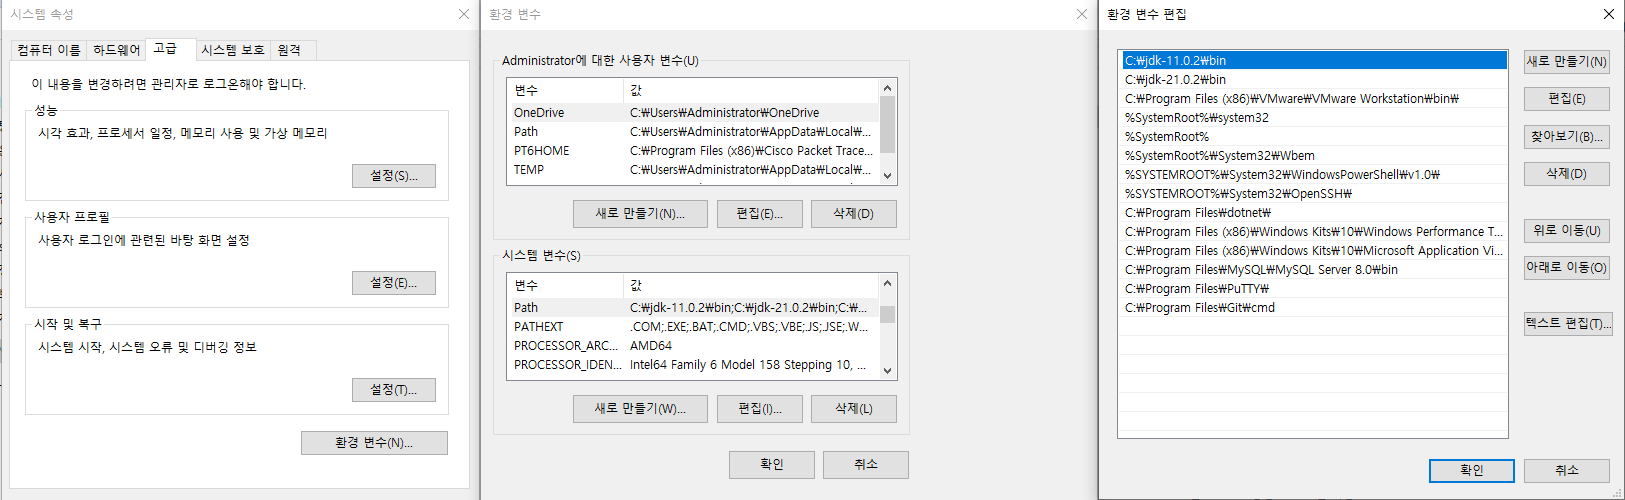 시스템 속성
컴퓨터 이름 하드웨어 고급 시스템 보호 원격
이 내용을 변경하려면 관리자로 로그온해야 합니다.
성능
시각 효과, 프로세서 일정, 메모리 사용 및 가상 메모리
설정(S)...
사용자 프로필
사용자 로그인에 관련된 바탕 화면 설정
설정(E)...
시작 및 복구
시스템 시작, 시스템 오류 및 디버깅 정보
설정(T)...
환경 변수(N)...
환경 변수
Administrator에 대한 사용자 변수(U)
변수 값
OneDrive C:₩Users₩Administrator₩OneDrive
Path C:₩Users₩Administrator₩AppData₩Local₩...
PT6HOME C:₩Program Files (x86)₩Cisco Packet Trace...
TEMP C:₩Users₩Administrator₩AppData₩Local₩...
새로 만들기(N)... 편집(E)... 삭제(D)
시스템 변수(S)
변수 값
Path C:₩jdk-11.0.2₩bin;C:₩jdk-21.0.2₩bin;C:₩...
PATHEXT .COM;.EXE;.BAT;.CMD;.VBS;.VBE;.JS;.JSE;.W...
PROCESSOR_ARC... AMD64
PROCESSOR_IDEN... Intel64 Family 6 Model 158 Stepping 10, ...
새로 만들기(W)... 편집(I)... 삭제(L)
확인 취소
환경 변수 편집
C:₩jdk-11.0.2₩bin
C:₩jdk-21.0.2₩bin
C:₩Program Files (x86)₩VMware₩VMware Workstation₩bin₩
%SystemRoot%₩system32
%SystemRoot%
%SystemRoot%₩System32₩Wbem
%SYSTEMROOT%₩System32₩WindowsPowerShell₩v1.0₩
%SYSTEMROOT%₩System32₩OpenSSH₩
C:₩Program Files₩dotnet₩
C:₩Program Files (x86)₩Windows Kits₩10₩Windows Performance T...
C:₩Program Files (x86)₩Windows Kits₩10₩Microsoft Application Vi...
C:₩Program Files₩MySQL₩MySQL Server 8.0₩bin
C:₩Program Files₩PuTTY₩
C:₩Program Files₩Git₩cmd
새로 만들기(N)
편집(E)
찾아보기(B)...
삭제(D)
위로 이동(U)
아래로 이동(O)
텍스트 편집(T)...
확인 취소